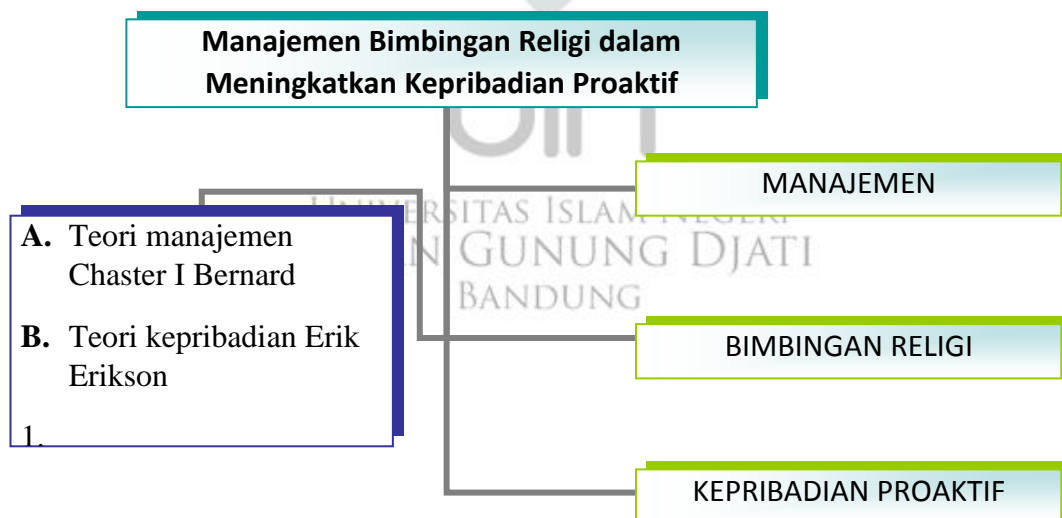 Manajemen Bimbingan Religi dalam
Meningkatkan Kepribadian Proaktif
MANAJEMEN
UNIVERSITAS ISLAM NEGERI
GUNUNG DJATI
BANDUNG
A. Teori manajemen
Chaster I Bernard
B. Teori kepribadian Erik
Erikson
1.
BIMBINGAN RELIGI
KEPRIBADIAN PROAKTIF